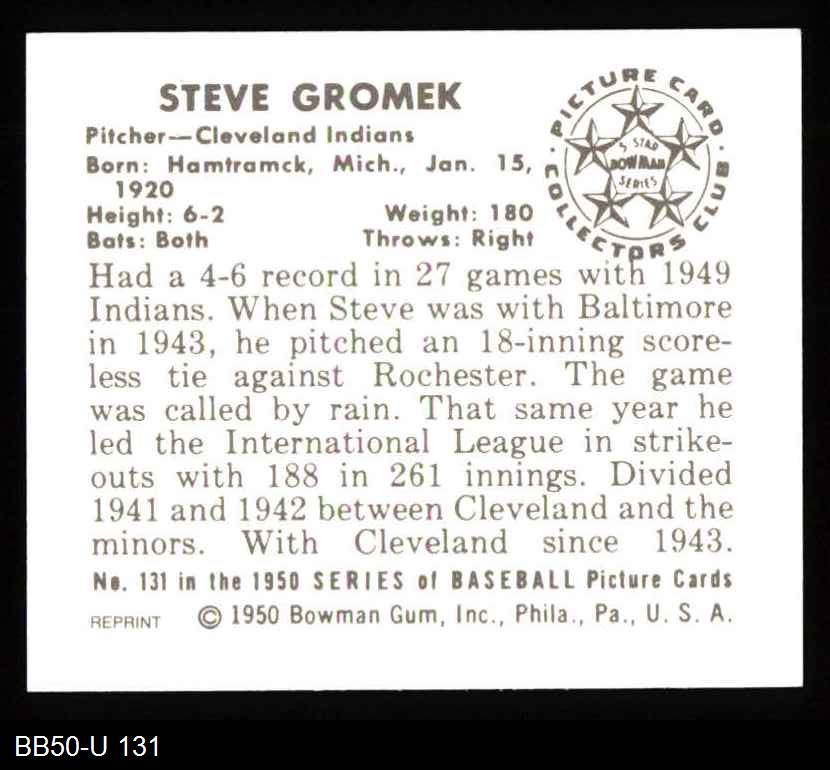 STEVE GROMEK
PICTURE CARD
COLLECTORS CLUB
5 STAR
BOWMAN
SERIES
Pitcher—Cleveland Indians
Born: Hamtramck, Mich., Jan. 15,
1920
Height: 6-2 Weight: 180
Bats: Both Throws: Right
Had a 4-6 record in 27 games with 1949
Indians. When Steve was with Baltimore
in 1943, he pitched an 18-inning score-
less tie against Rochester. The game
was called by rain. That same year he
led the International League in strike-
outs with 188 in 261 innings. Divided
1941 and 1942 between Cleveland and the
minors. With Cleveland since 1943.
No. 131 in the 1950 SERIES of BASEBALL Picture Cards
REPRINT © 1950 Bowman Gum, Inc., Phila., Pa., U. S. A.
BB50-U 131